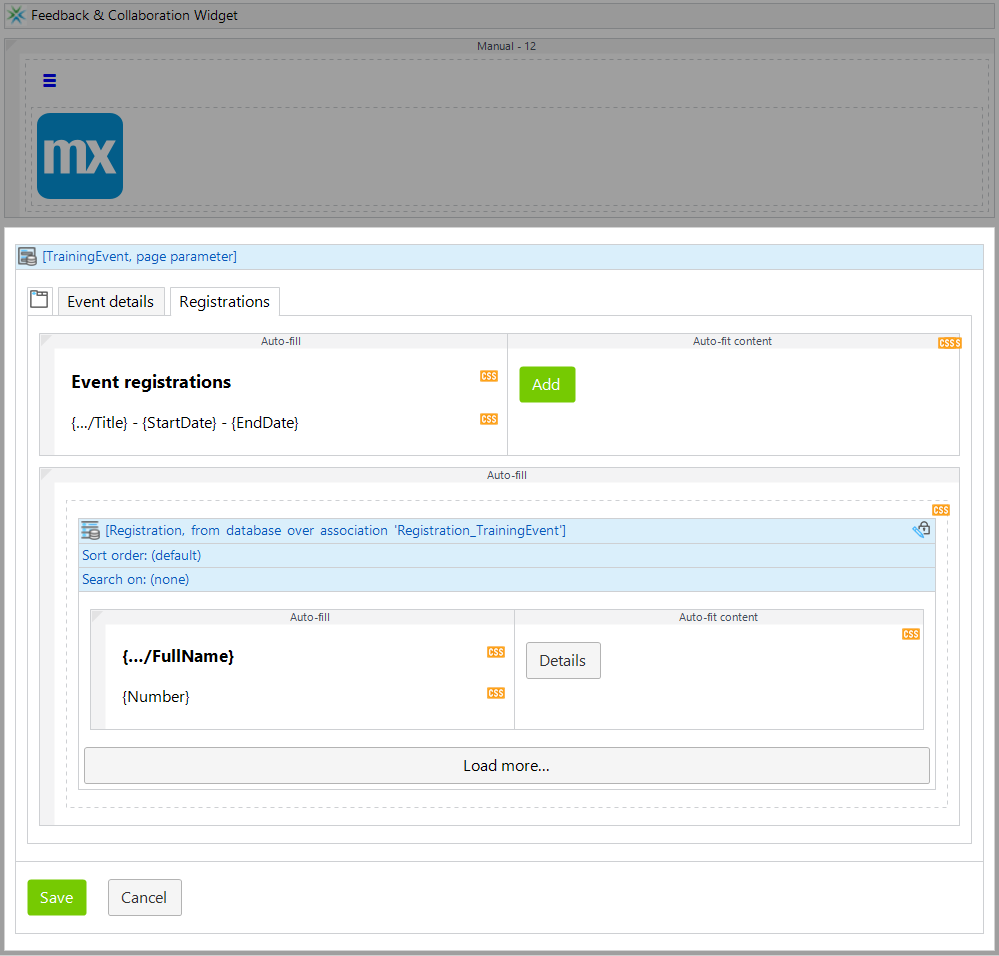 Feedback & Collaboration Widget
Manual - 12
mx
[TrainingEvent, page parameter]
Event details
Registrations
Auto-fill
Auto-fit content
CSSS
Event registrations
CSS
Add
{.../Title} - {StartDate} - {EndDate}
CSS
Auto-fill
CSS
[Registration, from database over association 'Registration_TrainingEvent']
Sort order: (default)
Search on: (none)
Auto-fill
Auto-fit content
CSS
{.../FullName}
CSS
Details
{Number}
CSS
Load more...
Save
Cancel